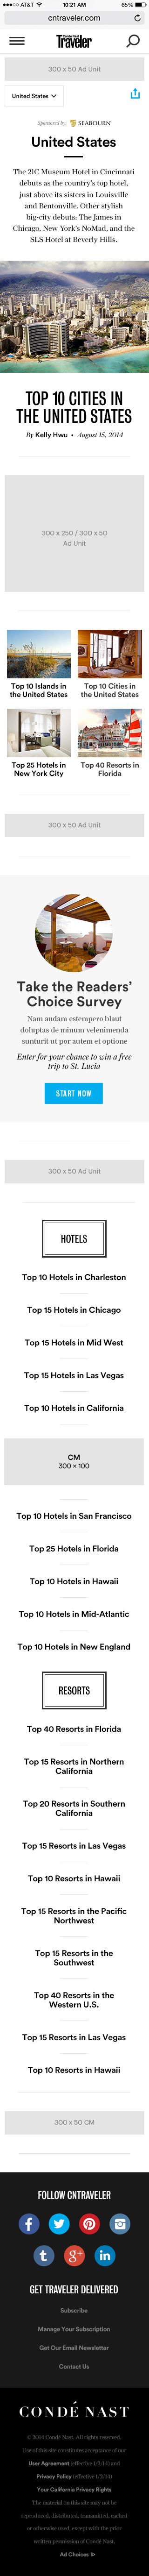 AT&T 10:21 AM 65%
cntraveler.com
Condé Nast
Traveler
300 x 50 Ad Unit
United States
Sponsored by SEABOURN
United States
The 21C Museum Hotel in Cincinnati
debuts as the country's top hotel,
just above its sisters in Louisville
and Bentonville. Other stylish
big-city debuts: The James in
Chicago, New York's NoMad, and the
SLS Hotel at Beverly Hills.
TOP 10 CITIES IN
THE UNITED STATES
By Kelly Hwu • August 15, 2014
300 x 250 / 300 x 50
Ad Unit
Top 10 Islands in
the United States
Top 10 Cities in
the United States
Top 25 Hotels in
New York City
Top 40 Resorts in
Florida
300 x 50 Ad Unit
Take the Readers'
Choice Survey
Nam audam estempero blaut
doluptas de minum velenimenda
sunturit ut por autem et optione
Enter for your chance to win a free
trip to St. Lucia
START NOW
300 x 50 Ad Unit
HOTELS
Top 10 Hotels in Charleston
Top 15 Hotels in Chicago
Top 15 Hotels in Mid West
Top 15 Hotels in Las Vegas
Top 10 Hotels in California
CM
300 x 100
Top 10 Hotels in San Francisco
Top 25 Hotels in Florida
Top 10 Hotels in Hawaii
Top 10 Hotels in Mid-Atlantic
Top 10 Hotels in New England
RESORTS
Top 40 Resorts in Florida
Top 15 Resorts in Northern
California
Top 20 Resorts in Southern
California
Top 15 Resorts in Las Vegas
Top 10 Resorts in Hawaii
Top 15 Resorts in the Pacific
Northwest
Top 15 Resorts in the
Southwest
Top 40 Resorts in the
Western U.S.
Top 15 Resorts in Las Vegas
Top 10 Resorts in Hawaii
300 x 50 CM
FOLLOW CNTRAVELER
f
t
g+
in
GET TRAVELER DELIVERED
Subscribe
Manage Your Subscription
Get Our Email Newsletter
Contact Us
CONDÉ NAST
© 2014 Condé Nast. All rights reserved.
Use of this site constitutes acceptance of our
User Agreement (effective 1/2/14) and
Privacy Policy (effective 1/2/14)
Your California Privacy Rights
The material on this site may not be
reproduced, distributed, transmitted, cached
or otherwise used, except with the prior
written permission of Condé Nast.
Ad Choices